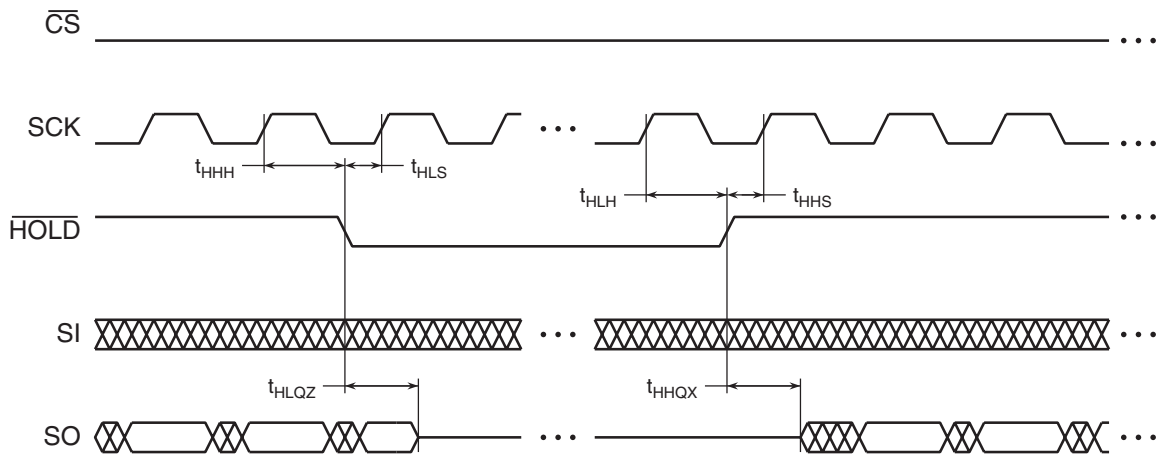 CS
SCK
tHHH
tHLS
tHLH
tHHS
HOLD
SI
tHLQZ
tHHQX
SO